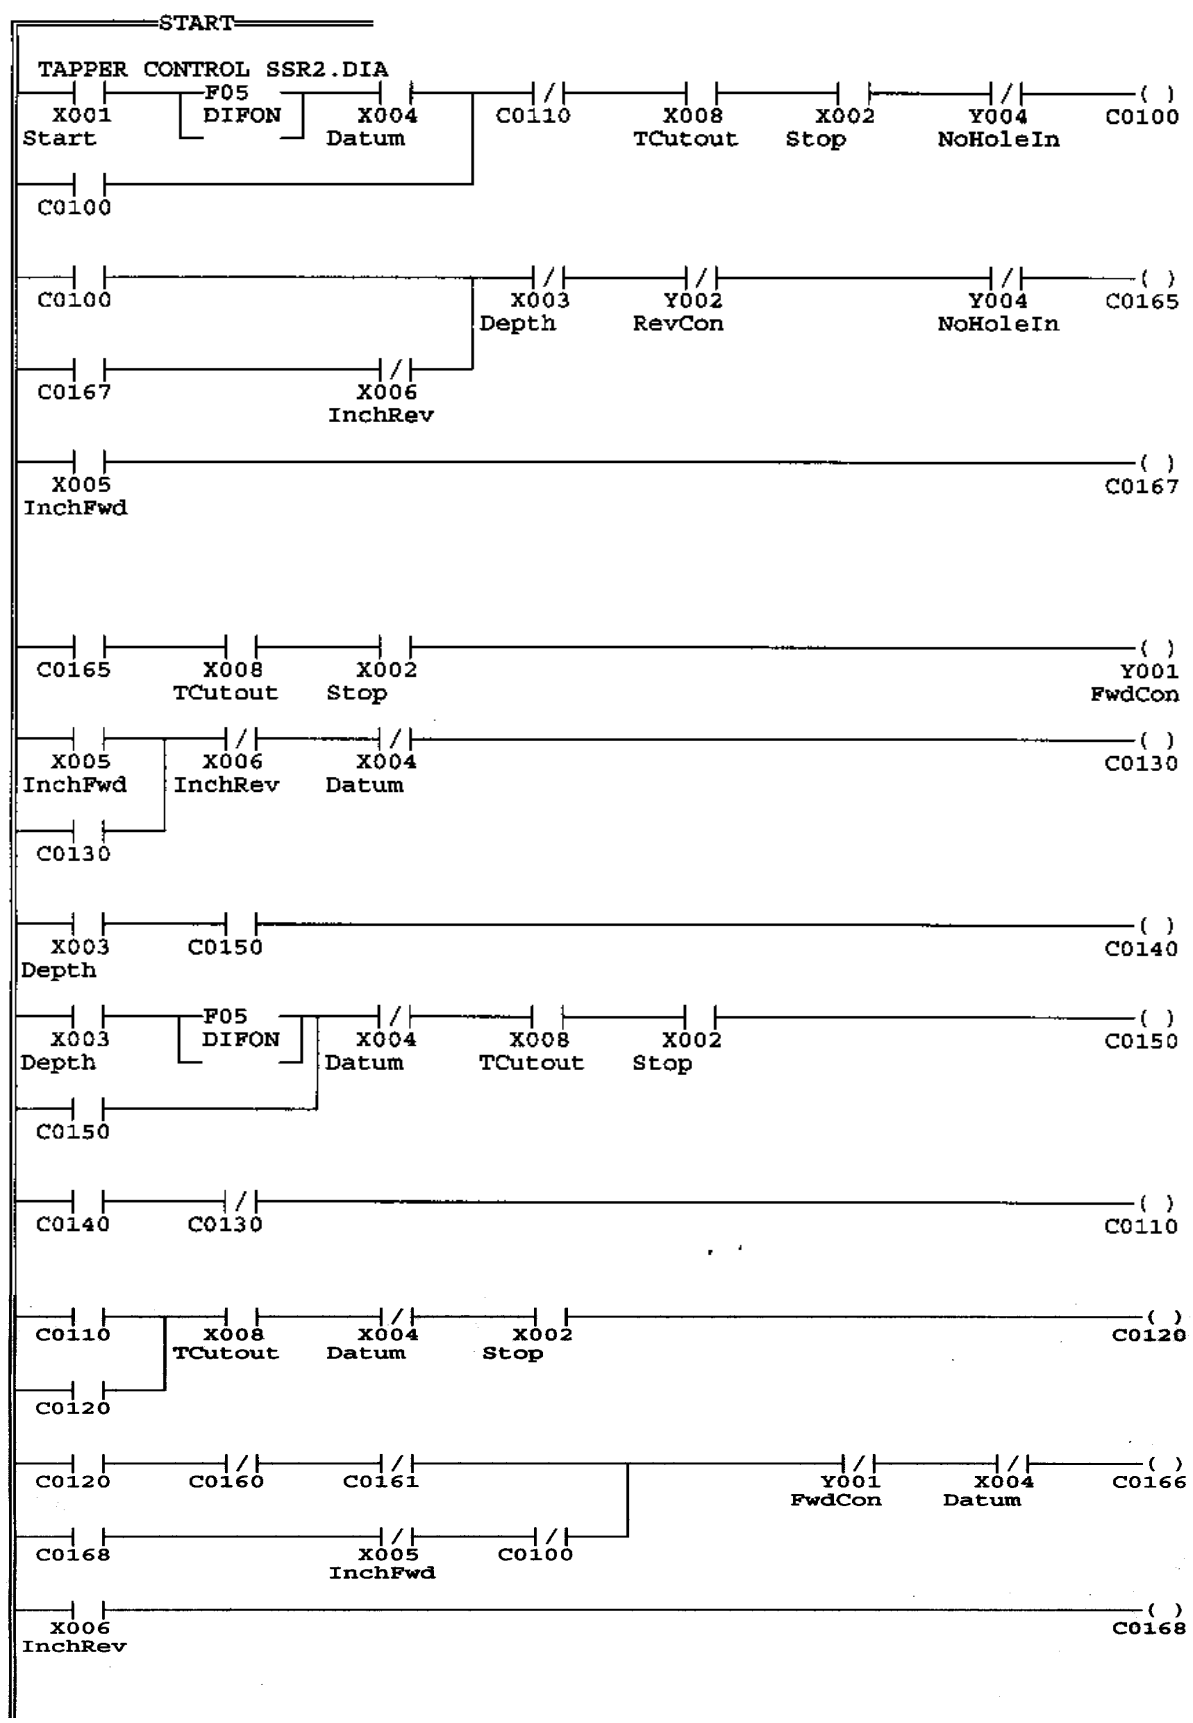 START
TAPPER CONTROL SSR2.DIA
F05
X001 DIFON X004 C0110 X008 X002 Y004 C0100
Start Datum TCutout Stop NoHoleIn
C0100
C0100 X003 Y002 Y004 C0165
Depth RevCon NoHoleIn
C0167 X006
InchRev
X005 C0167
InchFwd
C0165 X008 X002 Y001
TCutout Stop FwdCon
X005 X006 X004 C0130
InchFwd InchRev Datum
C0130
X003 C0150 C0140
Depth
F05
X003 DIFON X004 X008 X002 C0150
Depth Datum TCutout Stop
C0150
C0140 C0130 C0110
C0110 X008 X004 X002 C0120
TCutout Datum Stop
C0120
C0120 C0160 C0161 Y001 X004 C0166
FwdCon Datum
C0168 X005 C0100
InchFwd
X006 C0168
InchRev